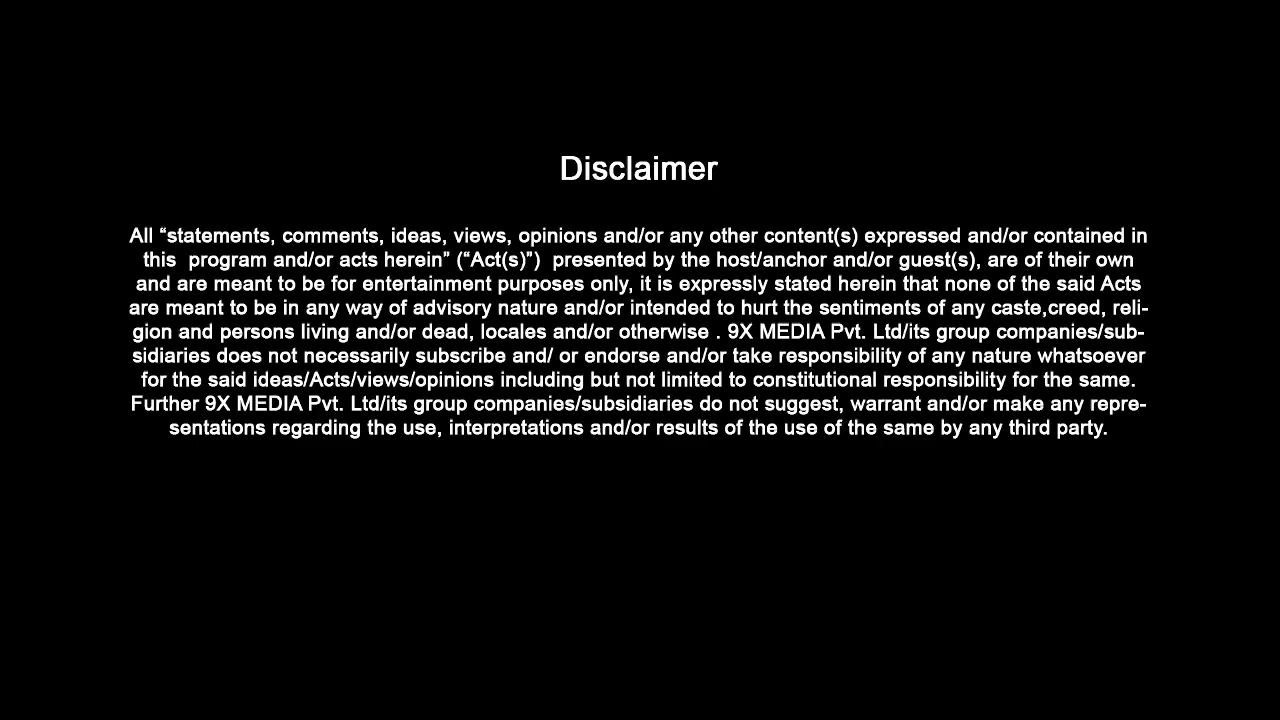 Disclaimer
All “statements, comments, ideas, views, opinions and/or any other content(s) expressed and/or contained in
this  program and/or acts herein” (“Act(s)”)  presented by the host/anchor and/or guest(s), are of their own
and are meant to be for entertainment purposes only, it is expressly stated herein that none of the said Acts
are meant to be in any way of advisory nature and/or intended to hurt the sentiments of any caste,creed, reli-
gion and persons living and/or dead, locales and/or otherwise . 9X MEDIA Pvt. Ltd/its group companies/sub-
sidiaries does not necessarily subscribe and/ or endorse and/or take responsibility of any nature whatsoever
for the said ideas/Acts/views/opinions including but not limited to constitutional responsibility for the same.
Further 9X MEDIA Pvt. Ltd/its group companies/subsidiaries do not suggest, warrant and/or make any repre-
sentations regarding the use, interpretations and/or results of the use of the same by any third party.